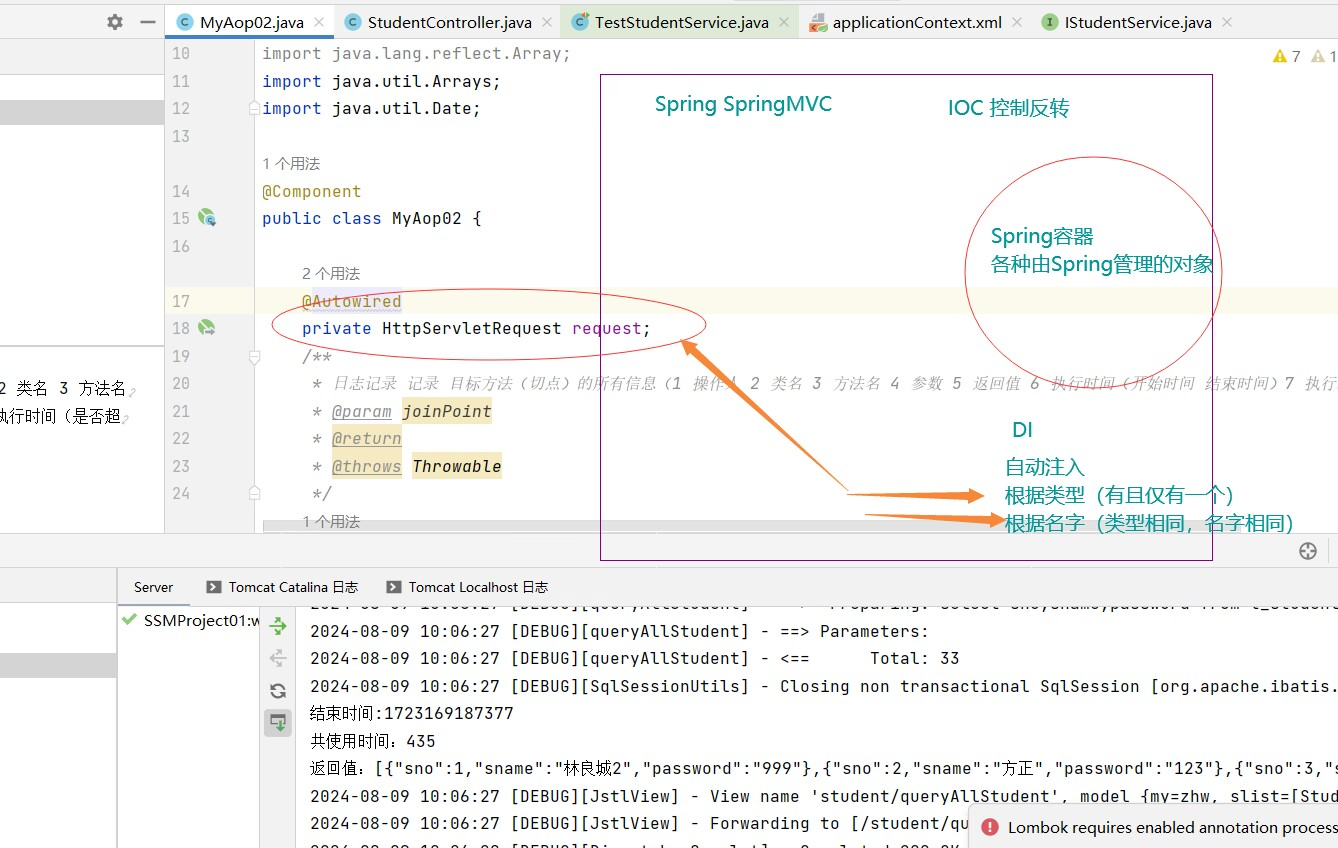 MyAop02.java StudentController.java TestStudentService.java applicationContext.xml IStudentService.java
10 import java.lang.reflect.Array;
7 1
11 import java.util.Arrays;
Spring SpringMVC IOC 控制反转
12 import java.util.Date;
13
1 个用法
14 @Component
15 public class MyAop02 {
16
Spring容器
各种由Spring管理的对象
2 个用法
17 @Autowired
18 private HttpServletRequest request;
19 /**
20 * 日志记录 记录 目标方法（切点）的所有信息（1 操作人 2 类名 3 方法名 4 参数 5 返回值 6 执行时间（开始时间 结束时间）7 执行
2 类名 3 方法名
执行时间（是否超
21 * @param joinPoint
22 * @return
23 * @throws Throwable
24 */
1 个用法
DI
自动注入
根据类型（有且仅有一个）
根据名字（类型相同，名字相同）
Server Tomcat Catalina 日志 Tomcat Localhost 日志
SSMProject01:w
2024-08-09 10:06:27 [DEBUG][queryAllStudent] - ==> Parameters:
2024-08-09 10:06:27 [DEBUG][queryAllStudent] - <== Total: 33
2024-08-09 10:06:27 [DEBUG][SqlSessionUtils] - Closing non transactional SqlSession [org.apache.ibatis.
结束时间:1723169187377
共使用时间：435
返回值：[{"sno":1,"sname":"林良城2","password":"999"},{"sno":2,"sname":"方正","password":"123"},{"sno":3,"s
2024-08-09 10:06:27 [DEBUG][JstlView] - View name 'student/queryAllStudent', model {my=zhw, slist=[Stud
2024-08-09 10:06:27 [DEBUG][JstlView] - Forwarding to [/student/qu
Lombok requires enabled annotation process